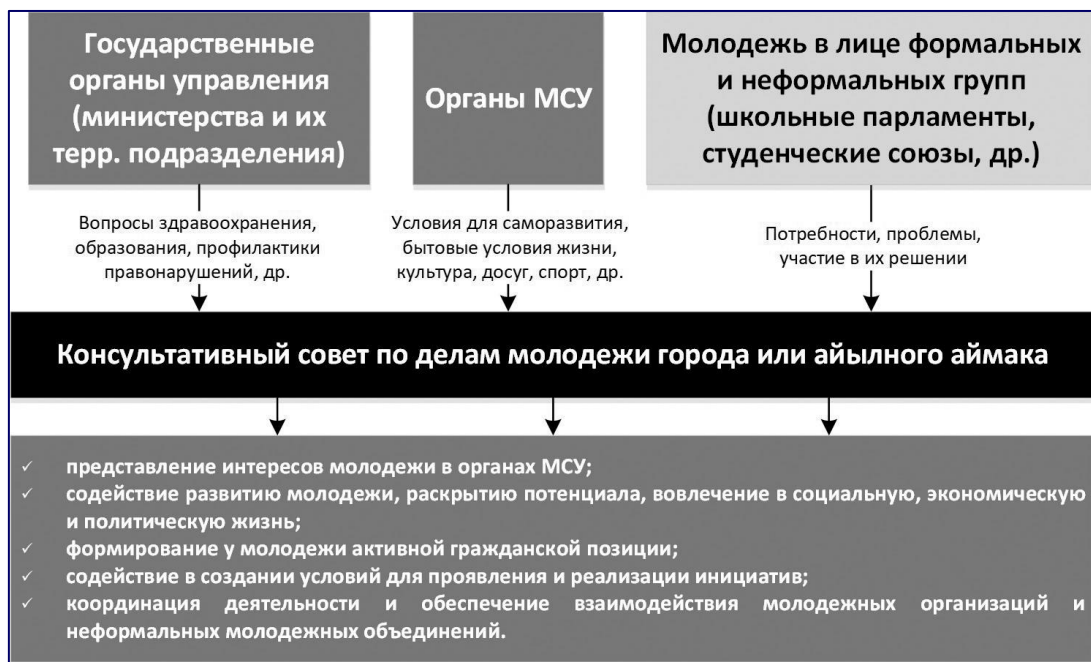 Государственные
органы управления
(министерства и их
терр. подразделения)
Органы МСУ
Молодежь в лице формальных
и неформальных групп
(школьные парламенты,
студенческие союзы, др.)
Вопросы здравоохранения,
образования, профилактики
правонарушений, др.
Условия для саморазвития,
бытовые условия жизни,
культура, досуг, спорт, др.
Потребности, проблемы,
участие в их решении
Консультативный совет по делам молодежи города или айылного аймака
✓ представление интересов молодежи в органах МСУ;
✓ содействие развитию молодежи, раскрытию потенциала, вовлечение в социальную, экономическую
и политическую жизнь;
✓ формирование у молодежи активной гражданской позиции;
✓ содействие в создании условий для проявления и реализации инициатив;
✓ координация деятельности и обеспечение взаимодействия молодежных организаций и
неформальных молодежных объединений.